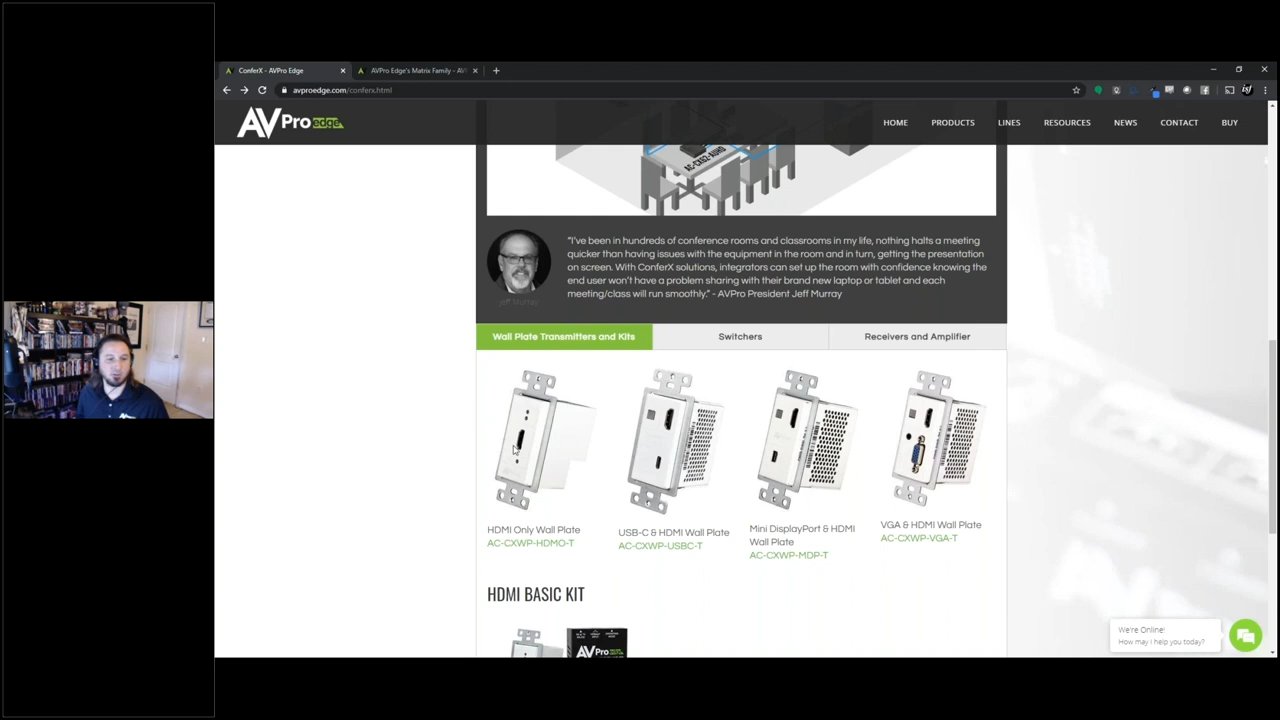 ConferX - AVPro Edge
AVPro Edge's Matrix Family - AV
avproedge.com/conferx.html
AVPro edge
HOME PRODUCTS LINES RESOURCES NEWS CONTACT BUY
AC-CX62-AUHD
Jeff Murray
“I've been in hundreds of conference rooms and classrooms in my life, nothing halts a meeting
quicker than having issues with the equipment in the room and in turn, getting the presentation
on screen. With ConferX solutions, integrators can set up the room with confidence knowing the
end user won't have a problem sharing with their brand new laptop or tablet and each
meeting/class will run smoothly.” - AVPro President Jeff Murray
Wall Plate Transmitters and Kits Switchers Receivers and Amplifier
HDMI Only Wall Plate
AC-CXWP-HDMO-T
USB-C & HDMI Wall Plate
AC-CXWP-USBC-T
Mini DisplayPort & HDMI
Wall Plate
AC-CXWP-MDP-T
VGA & HDMI Wall Plate
AC-CXWP-VGA-T
HDMI BASIC KIT
AVPro
We're Online!
How may I help you today?